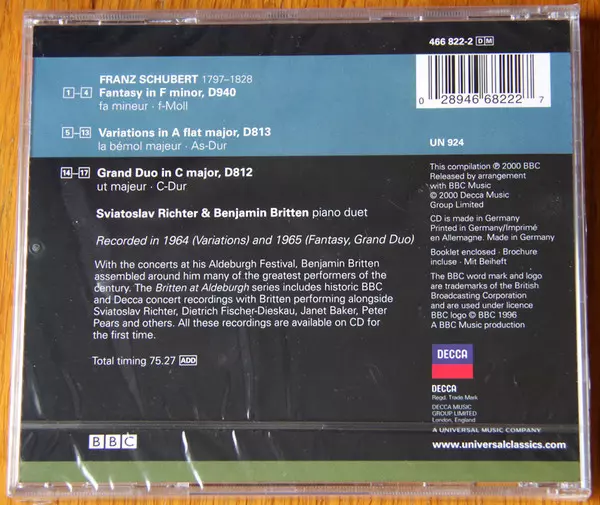 466 822-2 DM
FRANZ SCHUBERT 1797–1828
1–4 Fantasy in F minor, D940
fa mineur · f-Moll
5–13 Variations in A flat major, D813
la bémol majeur · As-Dur
14–17 Grand Duo in C major, D812
ut majeur · C-Dur
Sviatoslav Richter & Benjamin Britten piano duet
Recorded in 1964 (Variations) and 1965 (Fantasy, Grand Duo)
With the concerts at his Aldeburgh Festival, Benjamin Britten
assembled around him many of the greatest performers of the
century. The Britten at Aldeburgh series includes historic BBC
and Decca concert recordings with Britten performing alongside
Sviatoslav Richter, Dietrich Fischer-Dieskau, Janet Baker, Peter
Pears and others. All these recordings are available on CD for
the first time.
Total timing 75.27 ADD
BBC
0 28946 68222 7
UN 924
This compilation ℗ 2000 BBC
Released by arrangement
with BBC Music
© 2000 Decca Music
Group Limited
CD is made in Germany
Printed in Germany/Imprimé
en Allemagne. Made in Germany
Booklet enclosed · Brochure
incluse · Mit Beiheft
The BBC word mark and logo
are trademarks of the British
Broadcasting Corporation
and are used under licence
BBC logo © BBC 1996
A BBC Music production
DECCA
DECCA
Regd. Trade Mark
DECCA MUSIC
GROUP LIMITED
London, England
A UNIVERSAL MUSIC COMPANY
www.universalclassics.com